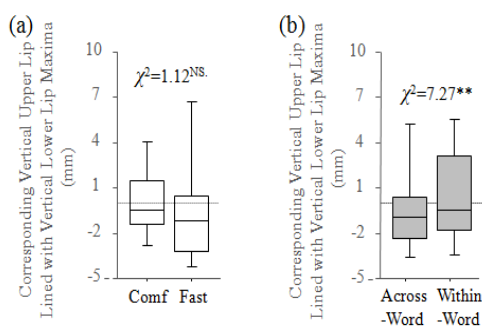 (a)
Corresponding Vertical Upper Lip
Lined with Vertical Lower Lip Maxima
(mm)
10
7
4
1
-2
-5
χ²=1.12ᴺˢ·
Comf Fast
(b)
Corresponding Vertical Upper Lip
Lined with Vertical Lower Lip Maxima
(mm)
10
7
4
1
-2
-5
χ²=7.27**
Across Within
-Word -Word